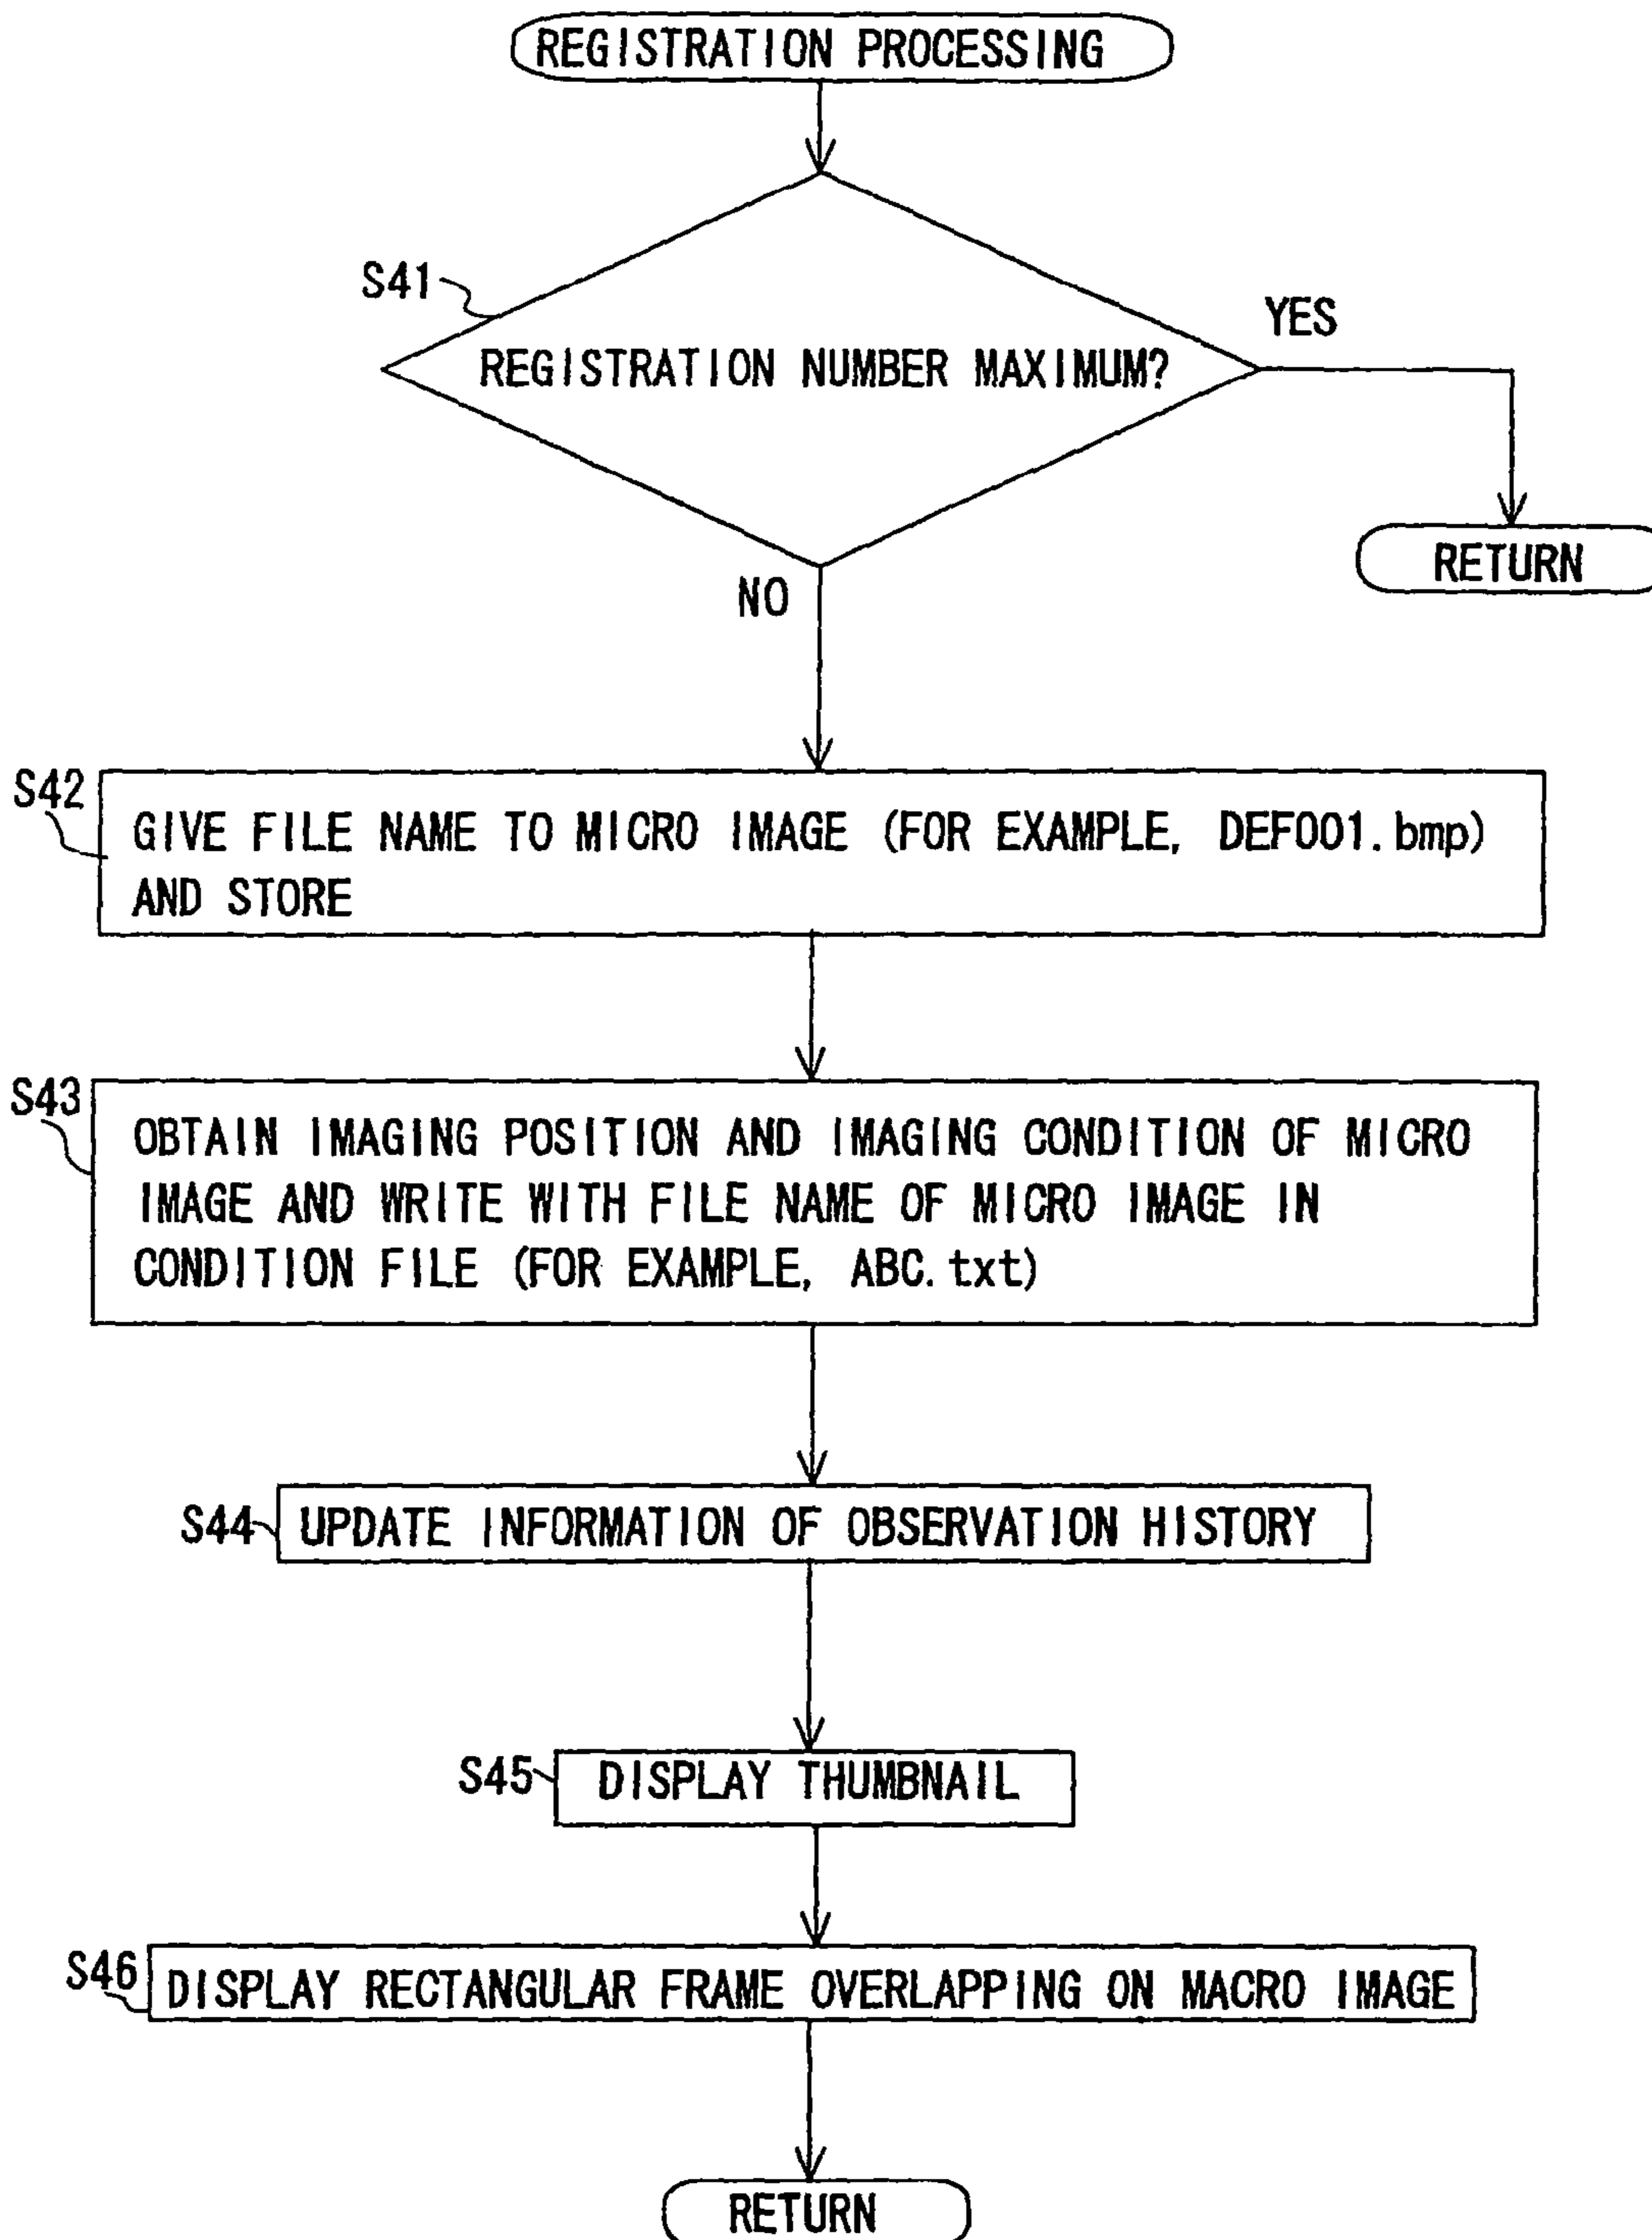 REGISTRATION PROCESSING
S41
REGISTRATION NUMBER MAXIMUM?
YES
RETURN
NO
S42
GIVE FILE NAME TO MICRO IMAGE (FOR EXAMPLE, DEF001.bmp)
AND STORE
S43
OBTAIN IMAGING POSITION AND IMAGING CONDITION OF MICRO
IMAGE AND WRITE WITH FILE NAME OF MICRO IMAGE IN
CONDITION FILE (FOR EXAMPLE, ABC.txt)
S44
UPDATE INFORMATION OF OBSERVATION HISTORY
S45
DISPLAY THUMBNAIL
S46
DISPLAY RECTANGULAR FRAME OVERLAPPING ON MACRO IMAGE
RETURN